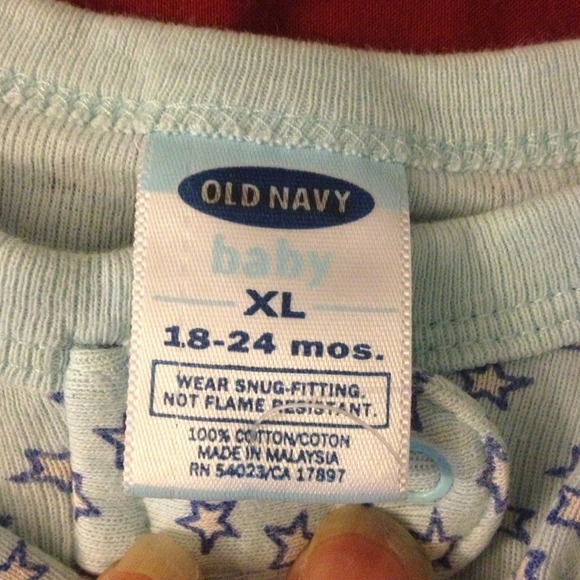 OLD NAVY
baby
XL
18-24 mos.
WEAR SNUG-FITTING.
NOT FLAME RESISTANT.
100% COTTON/COTON
MADE IN MALAYSIA
RN 54023/CA 17897